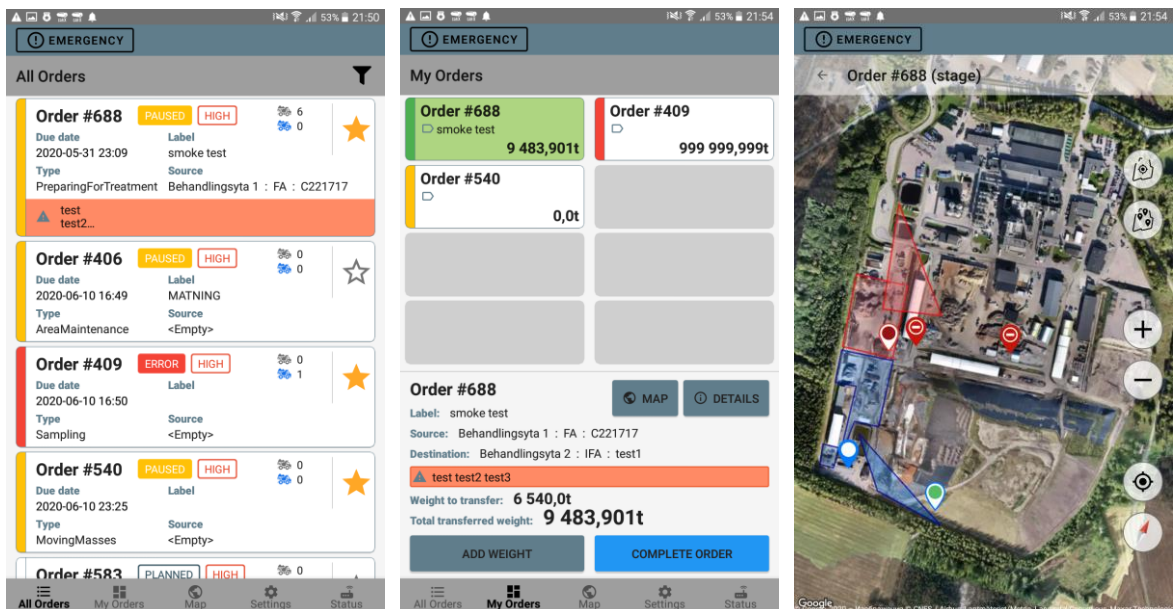 53% 21:50
EMERGENCY
All Orders
Order #688 PAUSED HIGH 6
0
Due date Label
2020-05-31 23:09 smoke test
Type Source
PreparingForTreatment Behandlingsyta 1 : FA : C221717
test
test2...
Order #406 PAUSED HIGH 0
0
Due date Label
2020-06-10 16:49 MATNING
Type Source
AreaMaintenance <Empty>
Order #409 ERROR HIGH 0
1
Due date Label
2020-06-10 16:50
Type Source
Sampling <Empty>
Order #540 PAUSED HIGH 0
0
Due date Label
2020-06-10 23:25
Type Source
MovingMasses <Empty>
Order #583 PLANNED HIGH 0
All Orders My Orders Map Settings Status
53% 21:54
EMERGENCY
My Orders
Order #688 Order #409
smoke test
9 483,901t 999 999,999t
Order #540
0,0t
Order #688
MAP DETAILS
Label: smoke test
Source: Behandlingsyta 1 : FA : C221717
Destination: Behandlingsyta 2 : IFA : test1
test test2 test3
Weight to transfer: 6 540,0t
Total transferred weight: 9 483,901t
ADD WEIGHT COMPLETE ORDER
All Orders My Orders Map Settings Status
53% 21:54
EMERGENCY
Order #688 (stage)
Google